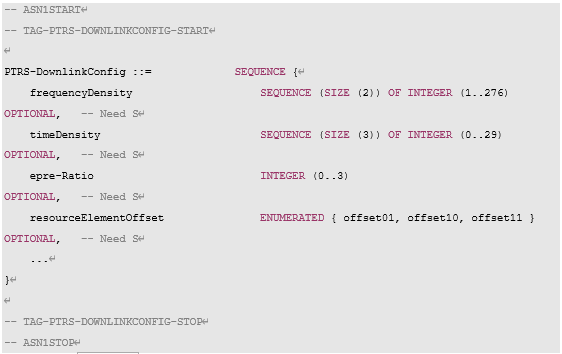 -- ASN1START↵
-- TAG-PTRS-DOWNLINKCONFIG-START↵
↵
PTRS-DownlinkConfig ::= SEQUENCE {↵
frequencyDensity SEQUENCE (SIZE (2)) OF INTEGER (1..276)
OPTIONAL, -- Need S↵
timeDensity SEQUENCE (SIZE (3)) OF INTEGER (0..29)
OPTIONAL, -- Need S↵
epre-Ratio INTEGER (0..3)
OPTIONAL, -- Need S↵
resourceElementOffset ENUMERATED { offset01, offset10, offset11 }
OPTIONAL, -- Need S↵
...↵
}↵
↵
-- TAG-PTRS-DOWNLINKCONFIG-STOP↵
-- ASN1STOP↵